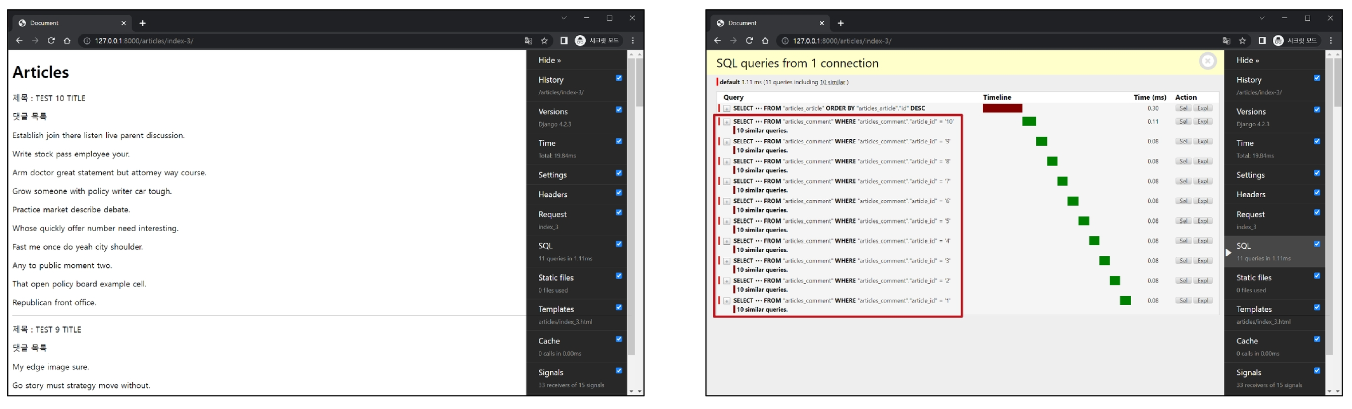 Document
127.0.0.1:8000/articles/index-3/
시크릿 모드
Articles
제목 : TEST 10 TITLE
댓글 목록
Establish join there listen live parent discussion.
Write stock pass employee your.
Arm doctor great statement but attorney way course.
Grow someone with policy writer car tough.
Practice market describe debate.
Whose quickly offer number need interesting.
Fast me once do yeah city shoulder.
Any to public moment two.
That open policy board example cell.
Republican front office.
제목 : TEST 9 TITLE
댓글 목록
My edge image sure.
Go story must strategy move without.
Hide »
History
/articles/index-3/
Versions
Django 4.2.3
Time
Total: 19.84ms
Settings
Headers
Request
index_3
SQL
11 queries in 1.11ms
Static files
0 files used
Templates
articles/index_3.html
Cache
0 calls in 0.00ms
Signals
33 receivers of 15 signals
Document
127.0.0.1:8000/articles/index-3/
시크릿 모드
SQL queries from 1 connection
default 1.11 ms (11 queries including 10 similar )
Query Timeline Time (ms) Action
SELECT ••• FROM "articles_article" ORDER BY "articles_article"."id" DESC 0.30 Sel Expl
SELECT ••• FROM "articles_comment" WHERE "articles_comment"."article_id" = '10' 0.11 Sel Expl
10 similar queries.
SELECT ••• FROM "articles_comment" WHERE "articles_comment"."article_id" = '9' 0.08 Sel Expl
10 similar queries.
SELECT ••• FROM "articles_comment" WHERE "articles_comment"."article_id" = '8' 0.08 Sel Expl
10 similar queries.
SELECT ••• FROM "articles_comment" WHERE "articles_comment"."article_id" = '7' 0.08 Sel Expl
10 similar queries.
SELECT ••• FROM "articles_comment" WHERE "articles_comment"."article_id" = '6' 0.08 Sel Expl
10 similar queries.
SELECT ••• FROM "articles_comment" WHERE "articles_comment"."article_id" = '5' 0.08 Sel Expl
10 similar queries.
SELECT ••• FROM "articles_comment" WHERE "articles_comment"."article_id" = '4' 0.08 Sel Expl
10 similar queries.
SELECT ••• FROM "articles_comment" WHERE "articles_comment"."article_id" = '3' 0.08 Sel Expl
10 similar queries.
SELECT ••• FROM "articles_comment" WHERE "articles_comment"."article_id" = '2' 0.08 Sel Expl
10 similar queries.
SELECT ••• FROM "articles_comment" WHERE "articles_comment"."article_id" = '1' 0.08 Sel Expl
10 similar queries.
Hide »
History
/articles/index-3/
Versions
Django 4.2.3
Time
Total: 19.84ms
Settings
Headers
Request
index_3
SQL
11 queries in 1.11ms
Static files
0 files used
Templates
articles/index_3.html
Cache
0 calls in 0.00ms
Signals
33 receivers of 15 signals